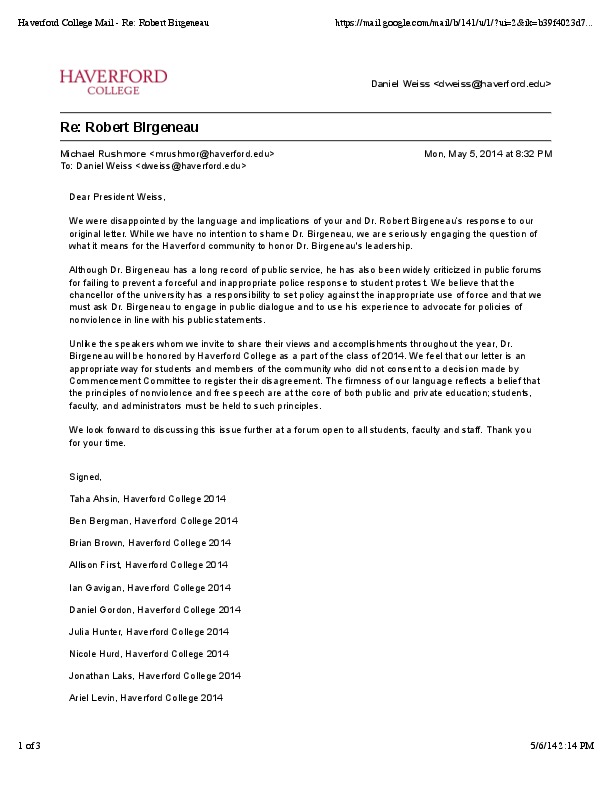 Haverford College Mail - Re: Robert Birgeneau https://mail.google.com/mail/b/141/u/1/?ui=2&ik=b39f4023d7...
HAVERFORD
COLLEGE
Daniel Weiss <dweiss@haverford.edu>
Re: Robert BIrgeneau
Michael Rushmore <mrushmor@haverford.edu> Mon, May 5, 2014 at 8:32 PM
To: Daniel Weiss <dweiss@haverford.edu>
Dear President Weiss,
We were disappointed by the language and implications of your and Dr. Robert Birgeneau's response to our
original letter. While we have no intention to shame Dr. Birgeneau, we are seriously engaging the question of
what it means for the Haverford community to honor Dr. Birgeneau's leadership.
Although Dr. Birgeneau has a long record of public service, he has also been widely criticized in public forums
for failing to prevent a forceful and inappropriate police response to student protest. We believe that the
chancellor of the university has a responsibility to set policy against the inappropriate use of force and that we
must ask Dr. Birgeneau to engage in public dialogue and to use his experience to advocate for policies of
nonviolence in line with his public statements.
Unlike the speakers whom we invite to share their views and accomplishments throughout the year, Dr.
Birgeneau will be honored by Haverford College as a part of the class of 2014. We feel that our letter is an
appropriate way for students and members of the community who did not consent to a decision made by
Commencement Committee to register their disagreement. The firmness of our language reflects a belief that
the principles of nonviolence and free speech are at the core of both public and private education; students,
faculty, and administrators must be held to such principles.
We look forward to discussing this issue further at a forum open to all students, faculty and staff. Thank you
for your time.
Signed,
Taha Ahsin, Haverford College 2014
Ben Bergman, Haverford College 2014
Brian Brown, Haverford College 2014
Allison First, Haverford College 2014
Ian Gavigan, Haverford College 2014
Daniel Gordon, Haverford College 2014
Julia Hunter, Haverford College 2014
Nicole Hurd, Haverford College 2014
Jonathan Laks, Haverford College 2014
Ariel Levin, Haverford College 2014
1 of 3 5/6/14 2:14 PM